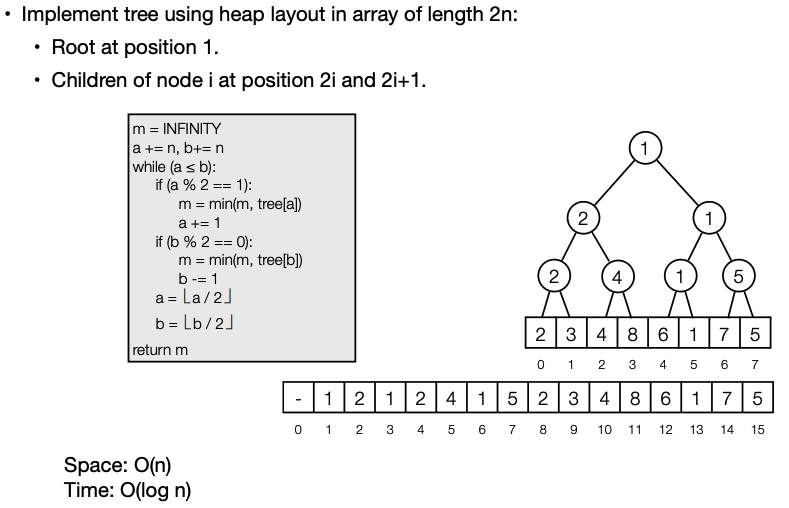 • Implement tree using heap layout in array of length 2n:
• Root at position 1.
• Children of node i at position 2i and 2i+1.
m = INFINITY
a += n, b+= n
while (a ≤ b):
if (a % 2 == 1):
m = min(m, tree[a])
a += 1
if (b % 2 == 0):
m = min(m, tree[b])
b -= 1
a = ⌊a / 2⌋
b = ⌊b / 2⌋
return m
1
2 1
2 4 1 5
2 3 4 8 6 1 7 5
0 1 2 3 4 5 6 7
- 1 2 1 2 4 1 5 2 3 4 8 6 1 7 5
0 1 2 3 4 5 6 7 8 9 10 11 12 13 14 15
Space: O(n)
Time: O(log n)